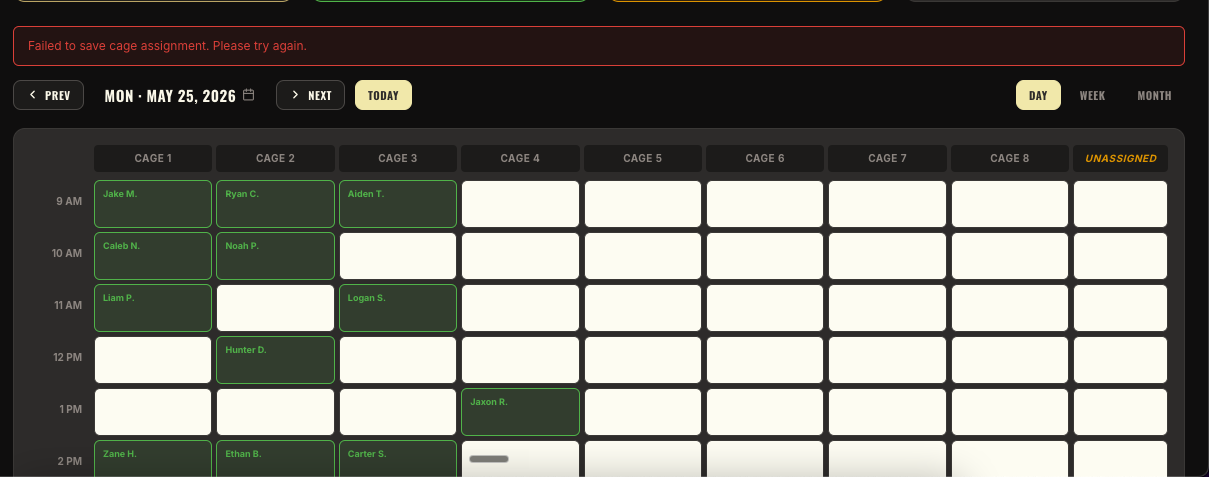 Failed to save cage assignment. Please try again.
PREV MON · MAY 25, 2026 NEXT TODAY DAY WEEK MONTH
CAGE 1 CAGE 2 CAGE 3 CAGE 4 CAGE 5 CAGE 6 CAGE 7 CAGE 8 UNASSIGNED
9 AM Jake M. Ryan C. Aiden T.
10 AM Caleb N. Noah P.
11 AM Liam P. Logan S.
12 PM Hunter D.
1 PM Jaxon R.
2 PM Zane H. Ethan B. Carter S.